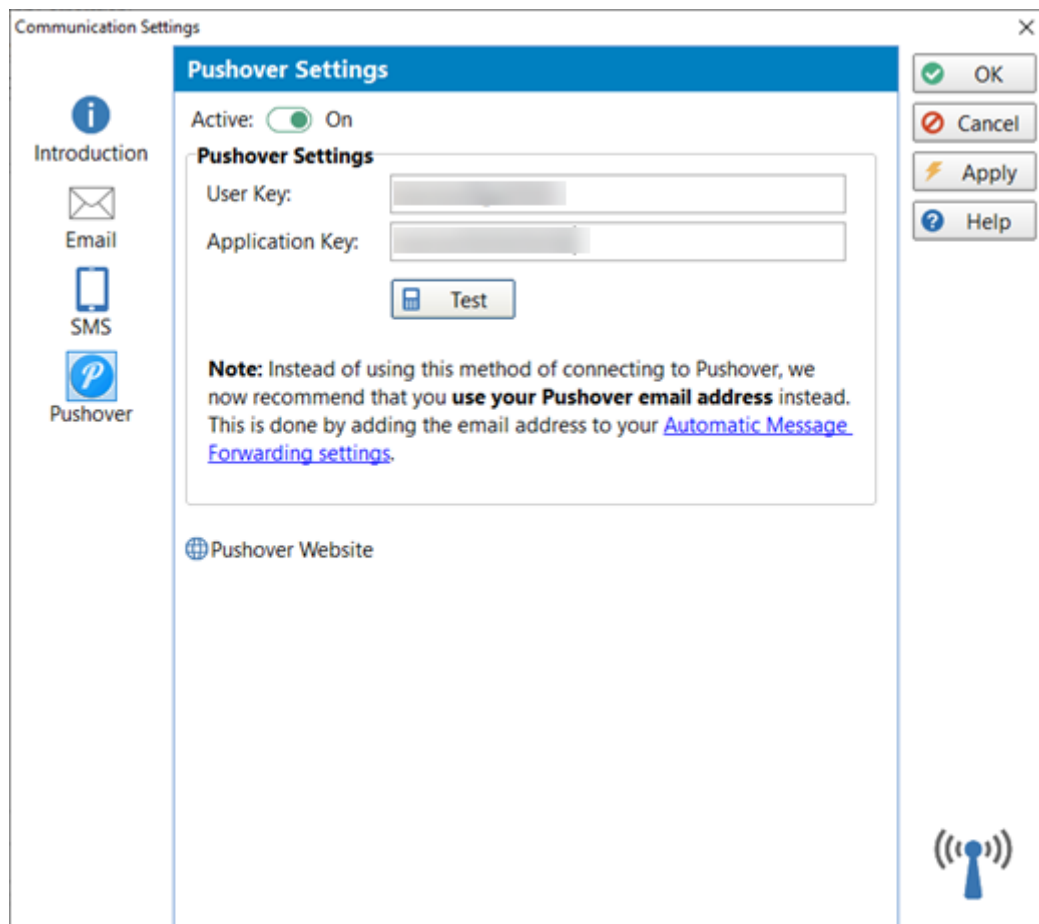 Communication Settings
Introduction
Email
SMS
Pushover
Pushover Settings
Active: On
Pushover Settings
User Key:
Application Key:
Test
Note: Instead of using this method of connecting to Pushover, we
now recommend that you use your Pushover email address instead.
This is done by adding the email address to your Automatic Message
Forwarding settings.
Pushover Website
OK
Cancel
Apply
Help